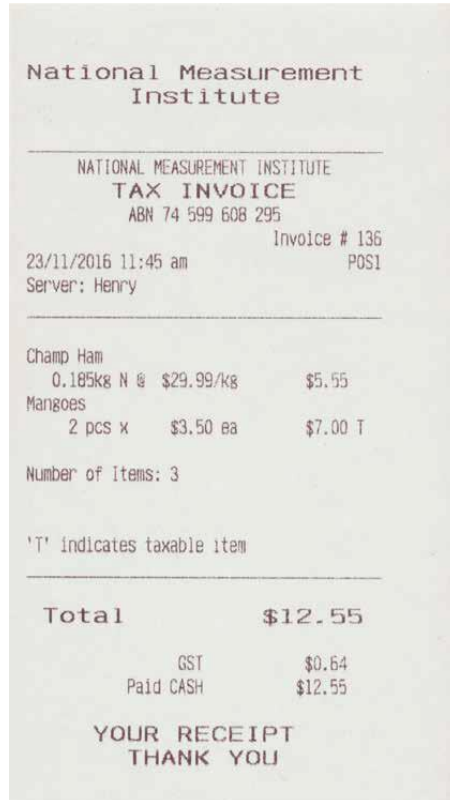 National Measurement
Institute
NATIONAL MEASUREMENT INSTITUTE
TAX INVOICE
ABN 74 599 608 295
Invoice # 136
23/11/2016 11:45 am POS1
Server: Henry
Champ Ham
0.185kg N @ $29.99/kg $5.55
Mangoes
2 pcs x $3.50 ea $7.00 T
Number of Items: 3
'T' indicates taxable item
Total $12.55
GST $0.64
Paid CASH $12.55
YOUR RECEIPT
THANK YOU